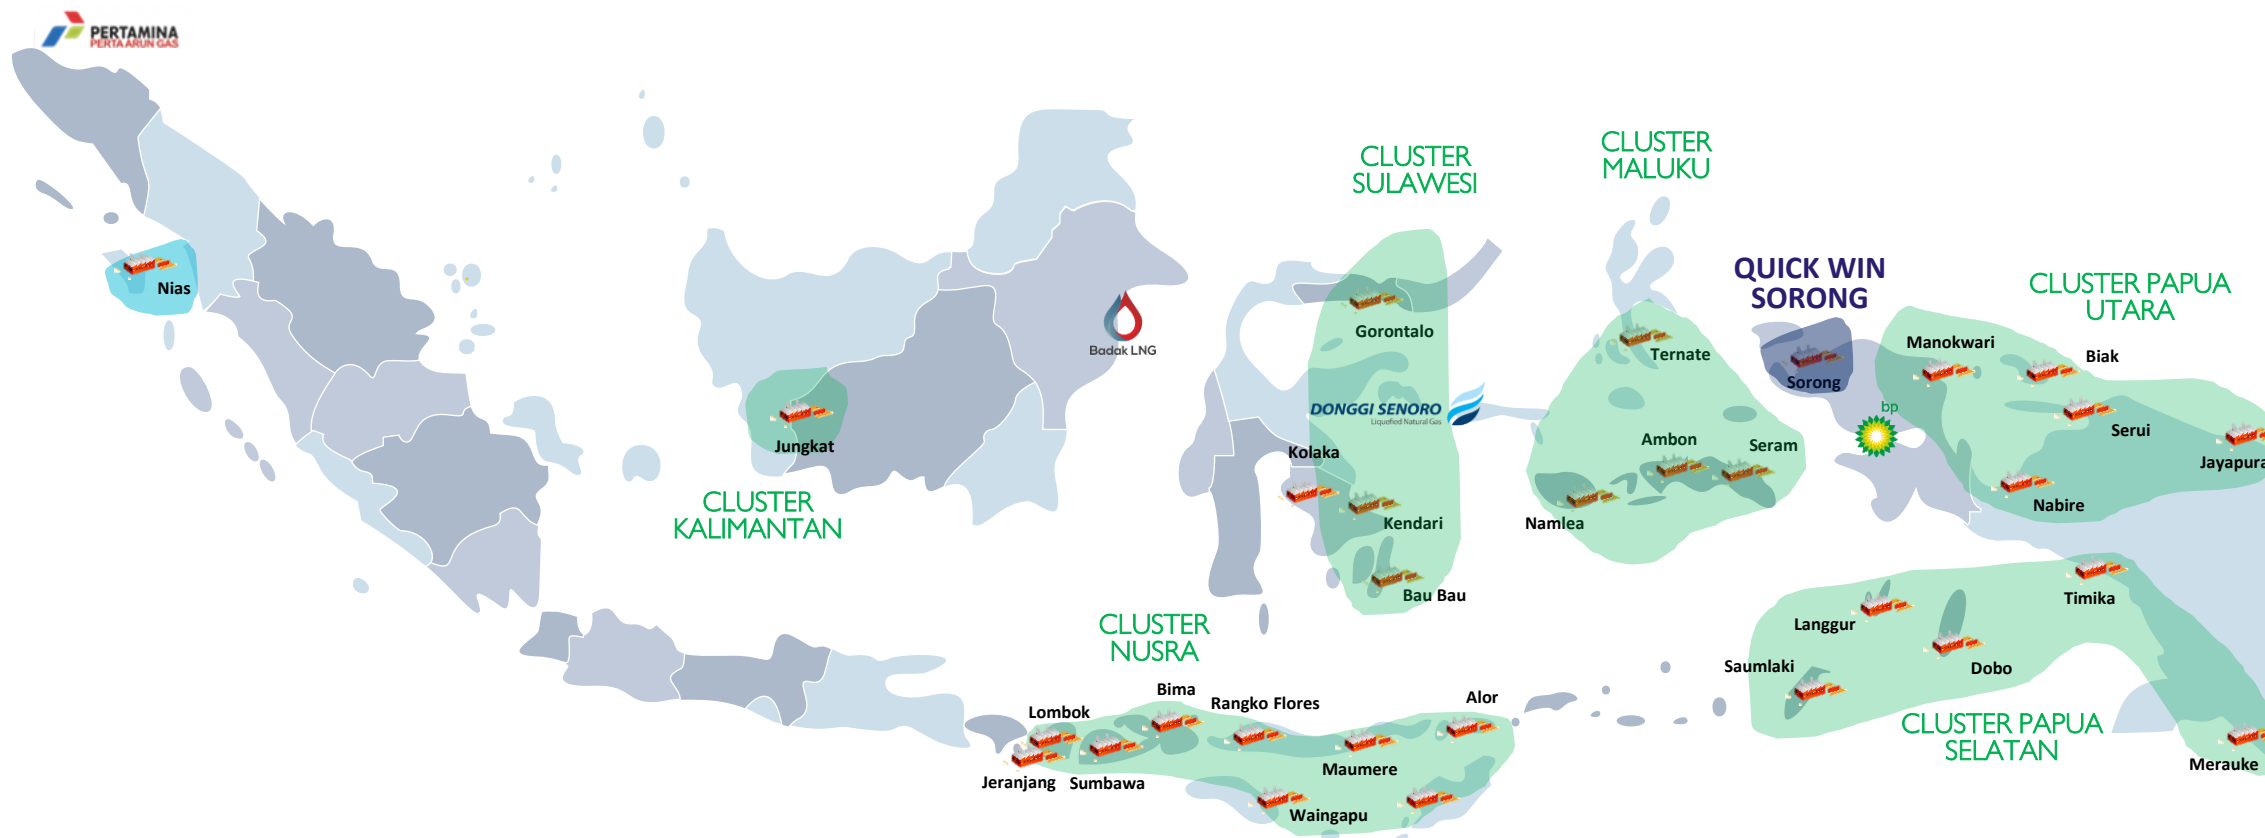 PERTAMINA
PERTA ARUN GAS
CLUSTER
MALUKU
CLUSTER
SULAWESI
QUICK WIN
SORONG
CLUSTER PAPUA
UTARA
Nias
Badak LNG
Gorontalo
Ternate
Manokwari
Biak
Sorong
DONGGI SENORO
Liquefied Natural Gas
bp
Serui
Jungkat
Kolaka
Ambon
Seram
Jayapura
CLUSTER
KALIMANTAN
Kendari
Namlea
Nabire
Bau Bau
Timika
CLUSTER
NUSRA
Langgur
Saumlaki
Dobo
Bima
Rangko Flores
Alor
Lombok
CLUSTER PAPUA
SELATAN
Jeranjang
Sumbawa
Maumere
Merauke
Waingapu